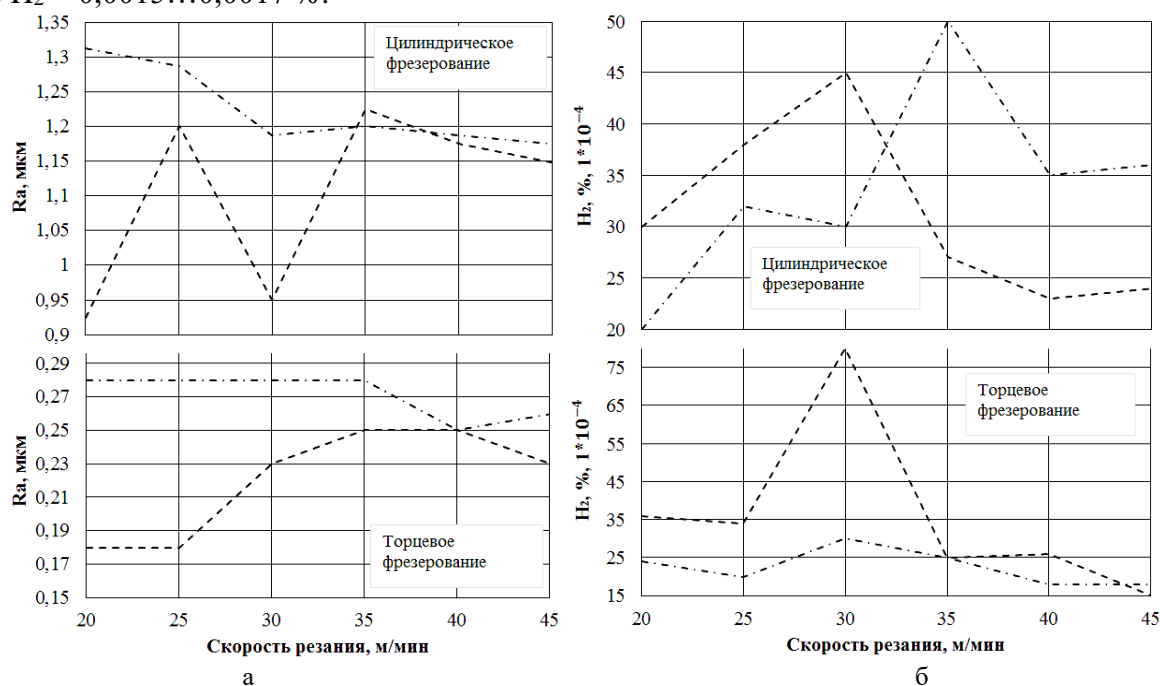 H₂ = 0,0015…0,0017 %.
1,35
1,3
1,25
1,2
1,15
1,1
1,05
1
0,95
0,9
Ra, мкм
Цилиндрическое
фрезерование
0,29
0,27
0,25
0,23
0,21
0,19
0,17
0,15
Ra, мкм
Торцевое
фрезерование
20 25 30 35 40 45
Скорость резания, м/мин
а
50
45
40
35
30
25
20
H₂, %, 1*10⁻⁴
Цилиндрическое
фрезерование
75
65
55
45
35
25
15
H₂, %, 1*10⁻⁴
Торцевое
фрезерование
20 25 30 35 40 45
Скорость резания, м/мин
б